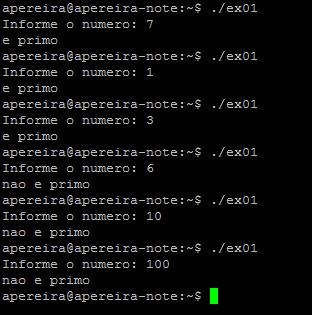 apereira@apereira-note:~$ ./ex01
Informe o numero: 7
e primo
apereira@apereira-note:~$ ./ex01
Informe o numero: 1
e primo
apereira@apereira-note:~$ ./ex01
Informe o numero: 3
e primo
apereira@apereira-note:~$ ./ex01
Informe o numero: 6
nao e primo
apereira@apereira-note:~$ ./ex01
Informe o numero: 10
nao e primo
apereira@apereira-note:~$ ./ex01
Informe o numero: 100
nao e primo
apereira@apereira-note:~$